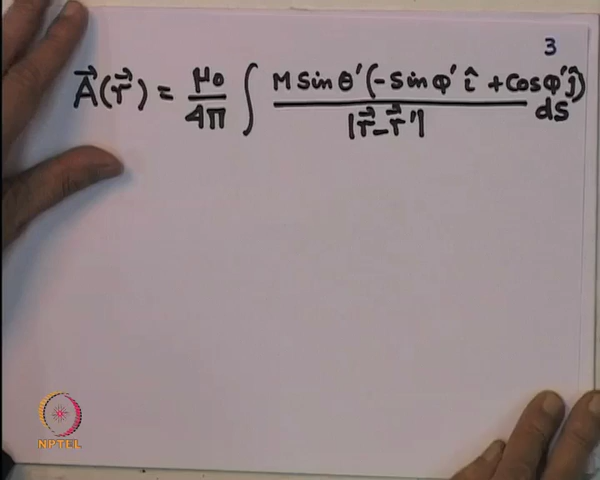 3
A⃗(r⃗) = μ₀/4π ∫ M Sin θ′ (-Sin φ′ î + Cos φ′ ĵ) / |r⃗ - r⃗′| dS
NPTEL